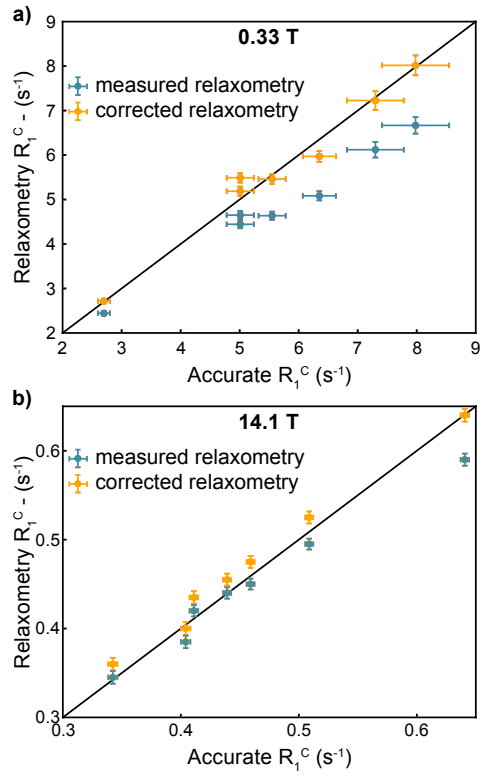 a)
0.33 T
measured relaxometry
corrected relaxometry
Relaxometry R₁ᶜ - (s⁻¹)
9
8
7
6
5
4
3
2
2 3 4 5 6 7 8 9
Accurate R₁ᶜ (s⁻¹)
b)
14.1 T
measured relaxometry
corrected relaxometry
Relaxometry R₁ᶜ - (s⁻¹)
0.6
0.5
0.4
0.3
0.3 0.4 0.5 0.6
Accurate R₁ᶜ (s⁻¹)